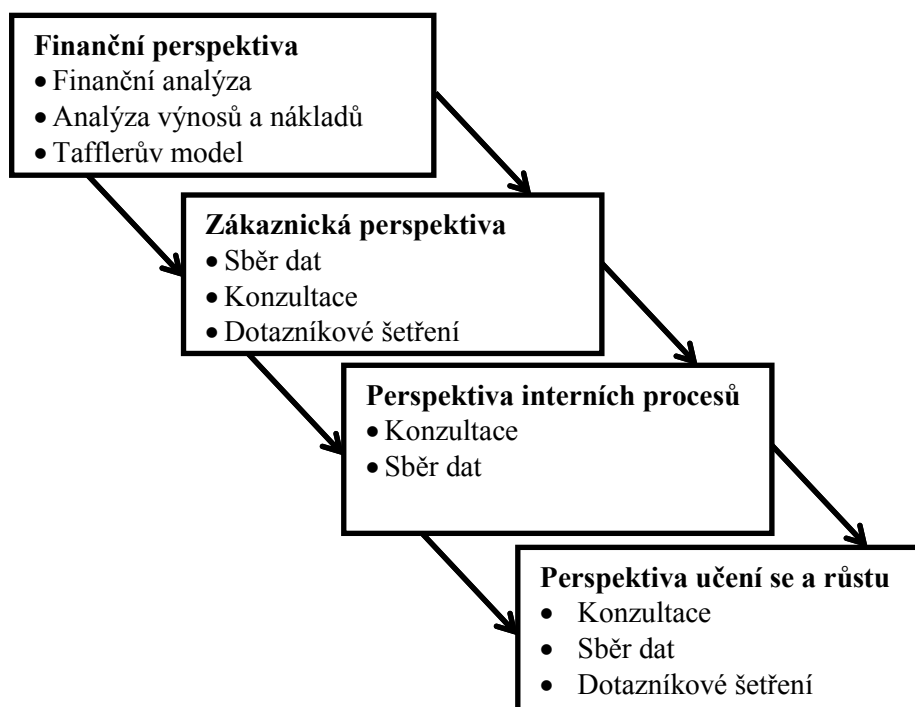 Finanční perspektiva
• Finanční analýza
• Analýza výnosů a nákladů
• Tafflerův model
Zákaznická perspektiva
• Sběr dat
• Konzultace
• Dotazníkové šetření
Perspektiva interních procesů
• Konzultace
• Sběr dat
Perspektiva učení se a růstu
• Konzultace
• Sběr dat
• Dotazníkové šetření